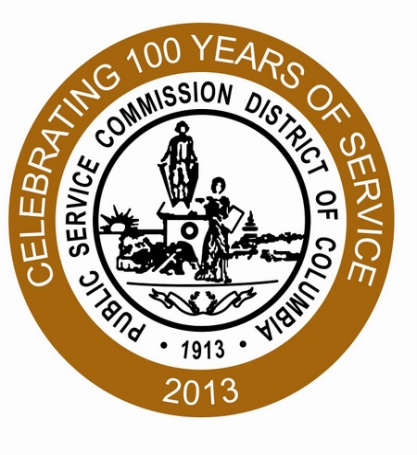 CELEBRATING 100 YEARS OF SERVICE
2013
PUBLIC SERVICE COMMISSION DISTRICT OF COLUMBIA
• 1913 •